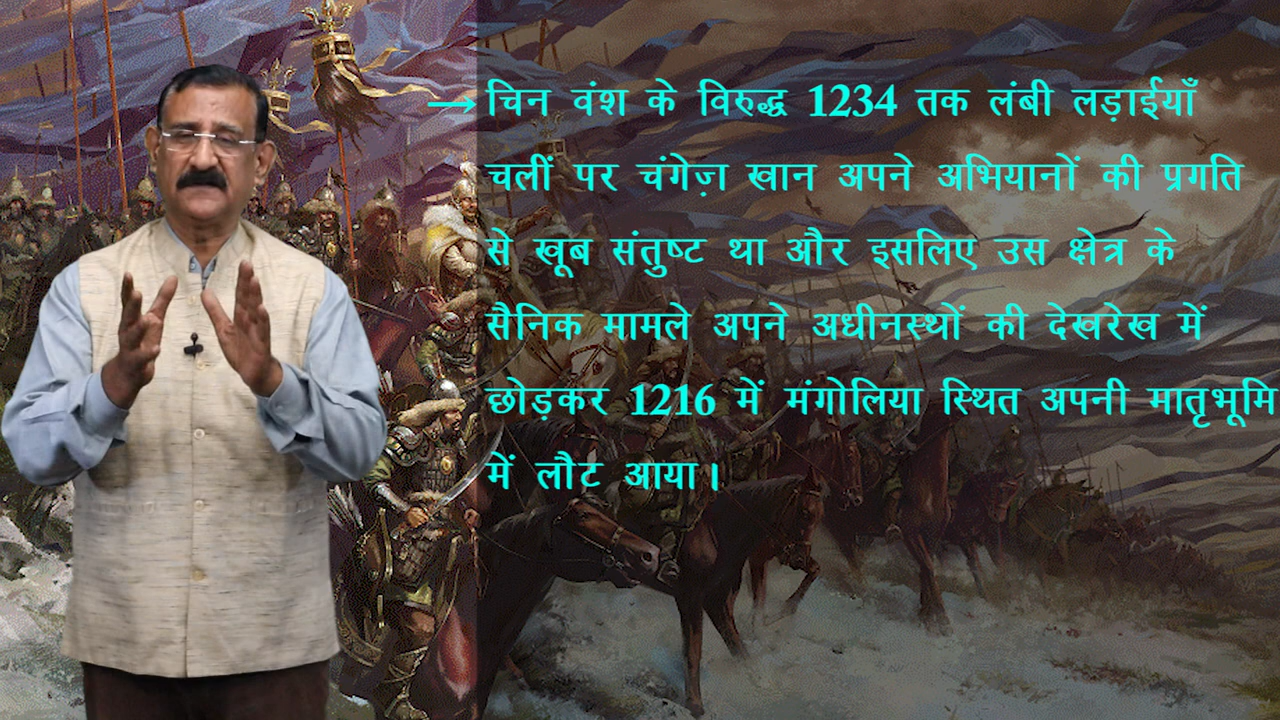 → चिन वंश के विरुद्ध 1234 तक लंबी लड़ाईयाँ
चलीं पर चंगेज़ा खान अपने अभियानों की प्रगति
से खूब संतुष्ट था और इसलिए उस क्षेत्र के
सैनिक मामले अपने अधीनस्थों की देखरेख में
छोड़कर 1216 में मंगोलिया स्थित अपनी मातृभूमि
में लौट आया।